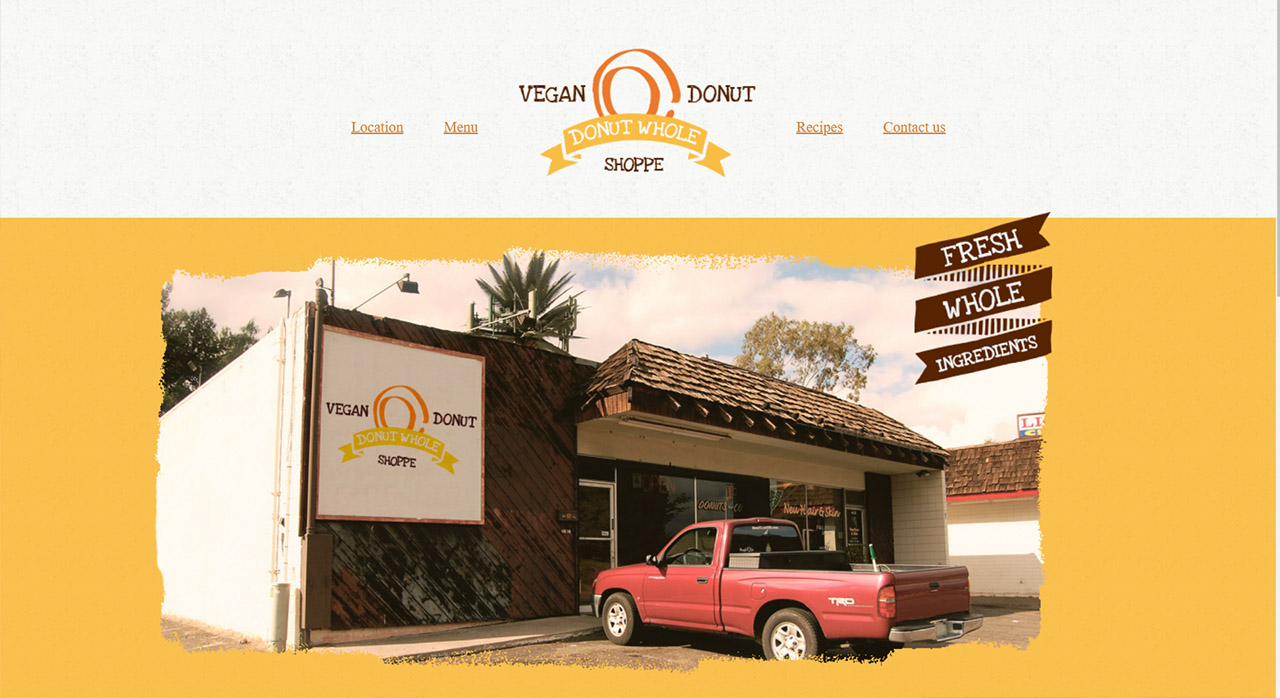 VEGAN DONUT
DONUT WHOLE
SHOPPE
Location
Menu
Recipes
Contact us
FRESH
WHOLE
INGREDIENTS
VEGAN DONUT
DONUT WHOLE
SHOPPE
DONUTS
New Hair & Skin
TRD